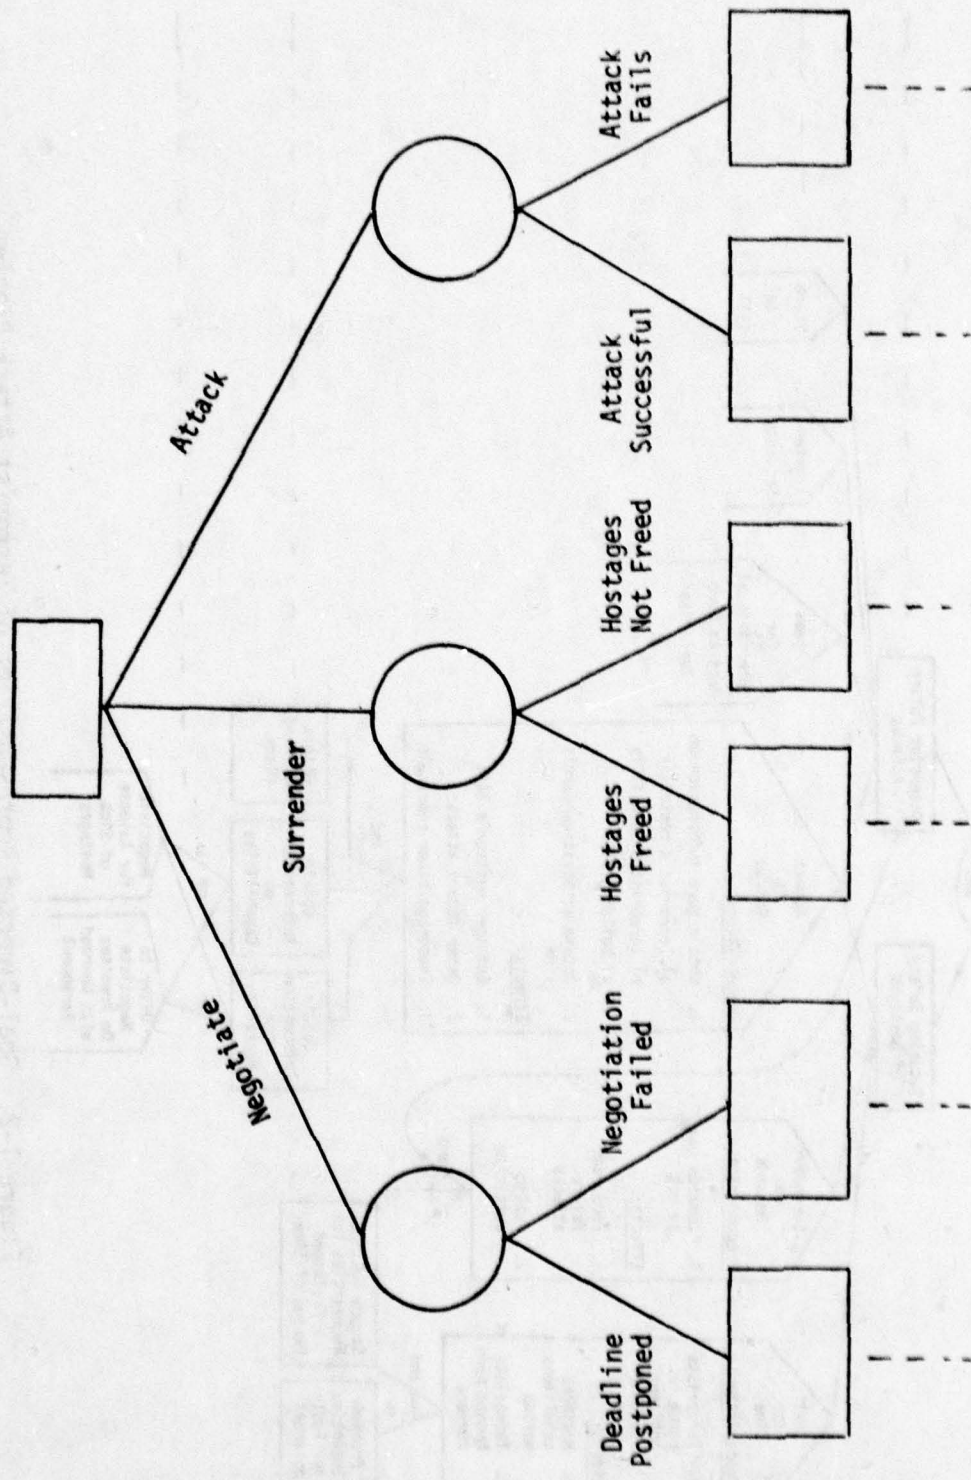 Negotiate
Surrender
Attack
Deadline
Postponed
Negotiation
Failed
Hostages
Freed
Hostages
Not Freed
Attack
Successful
Attack
Fails